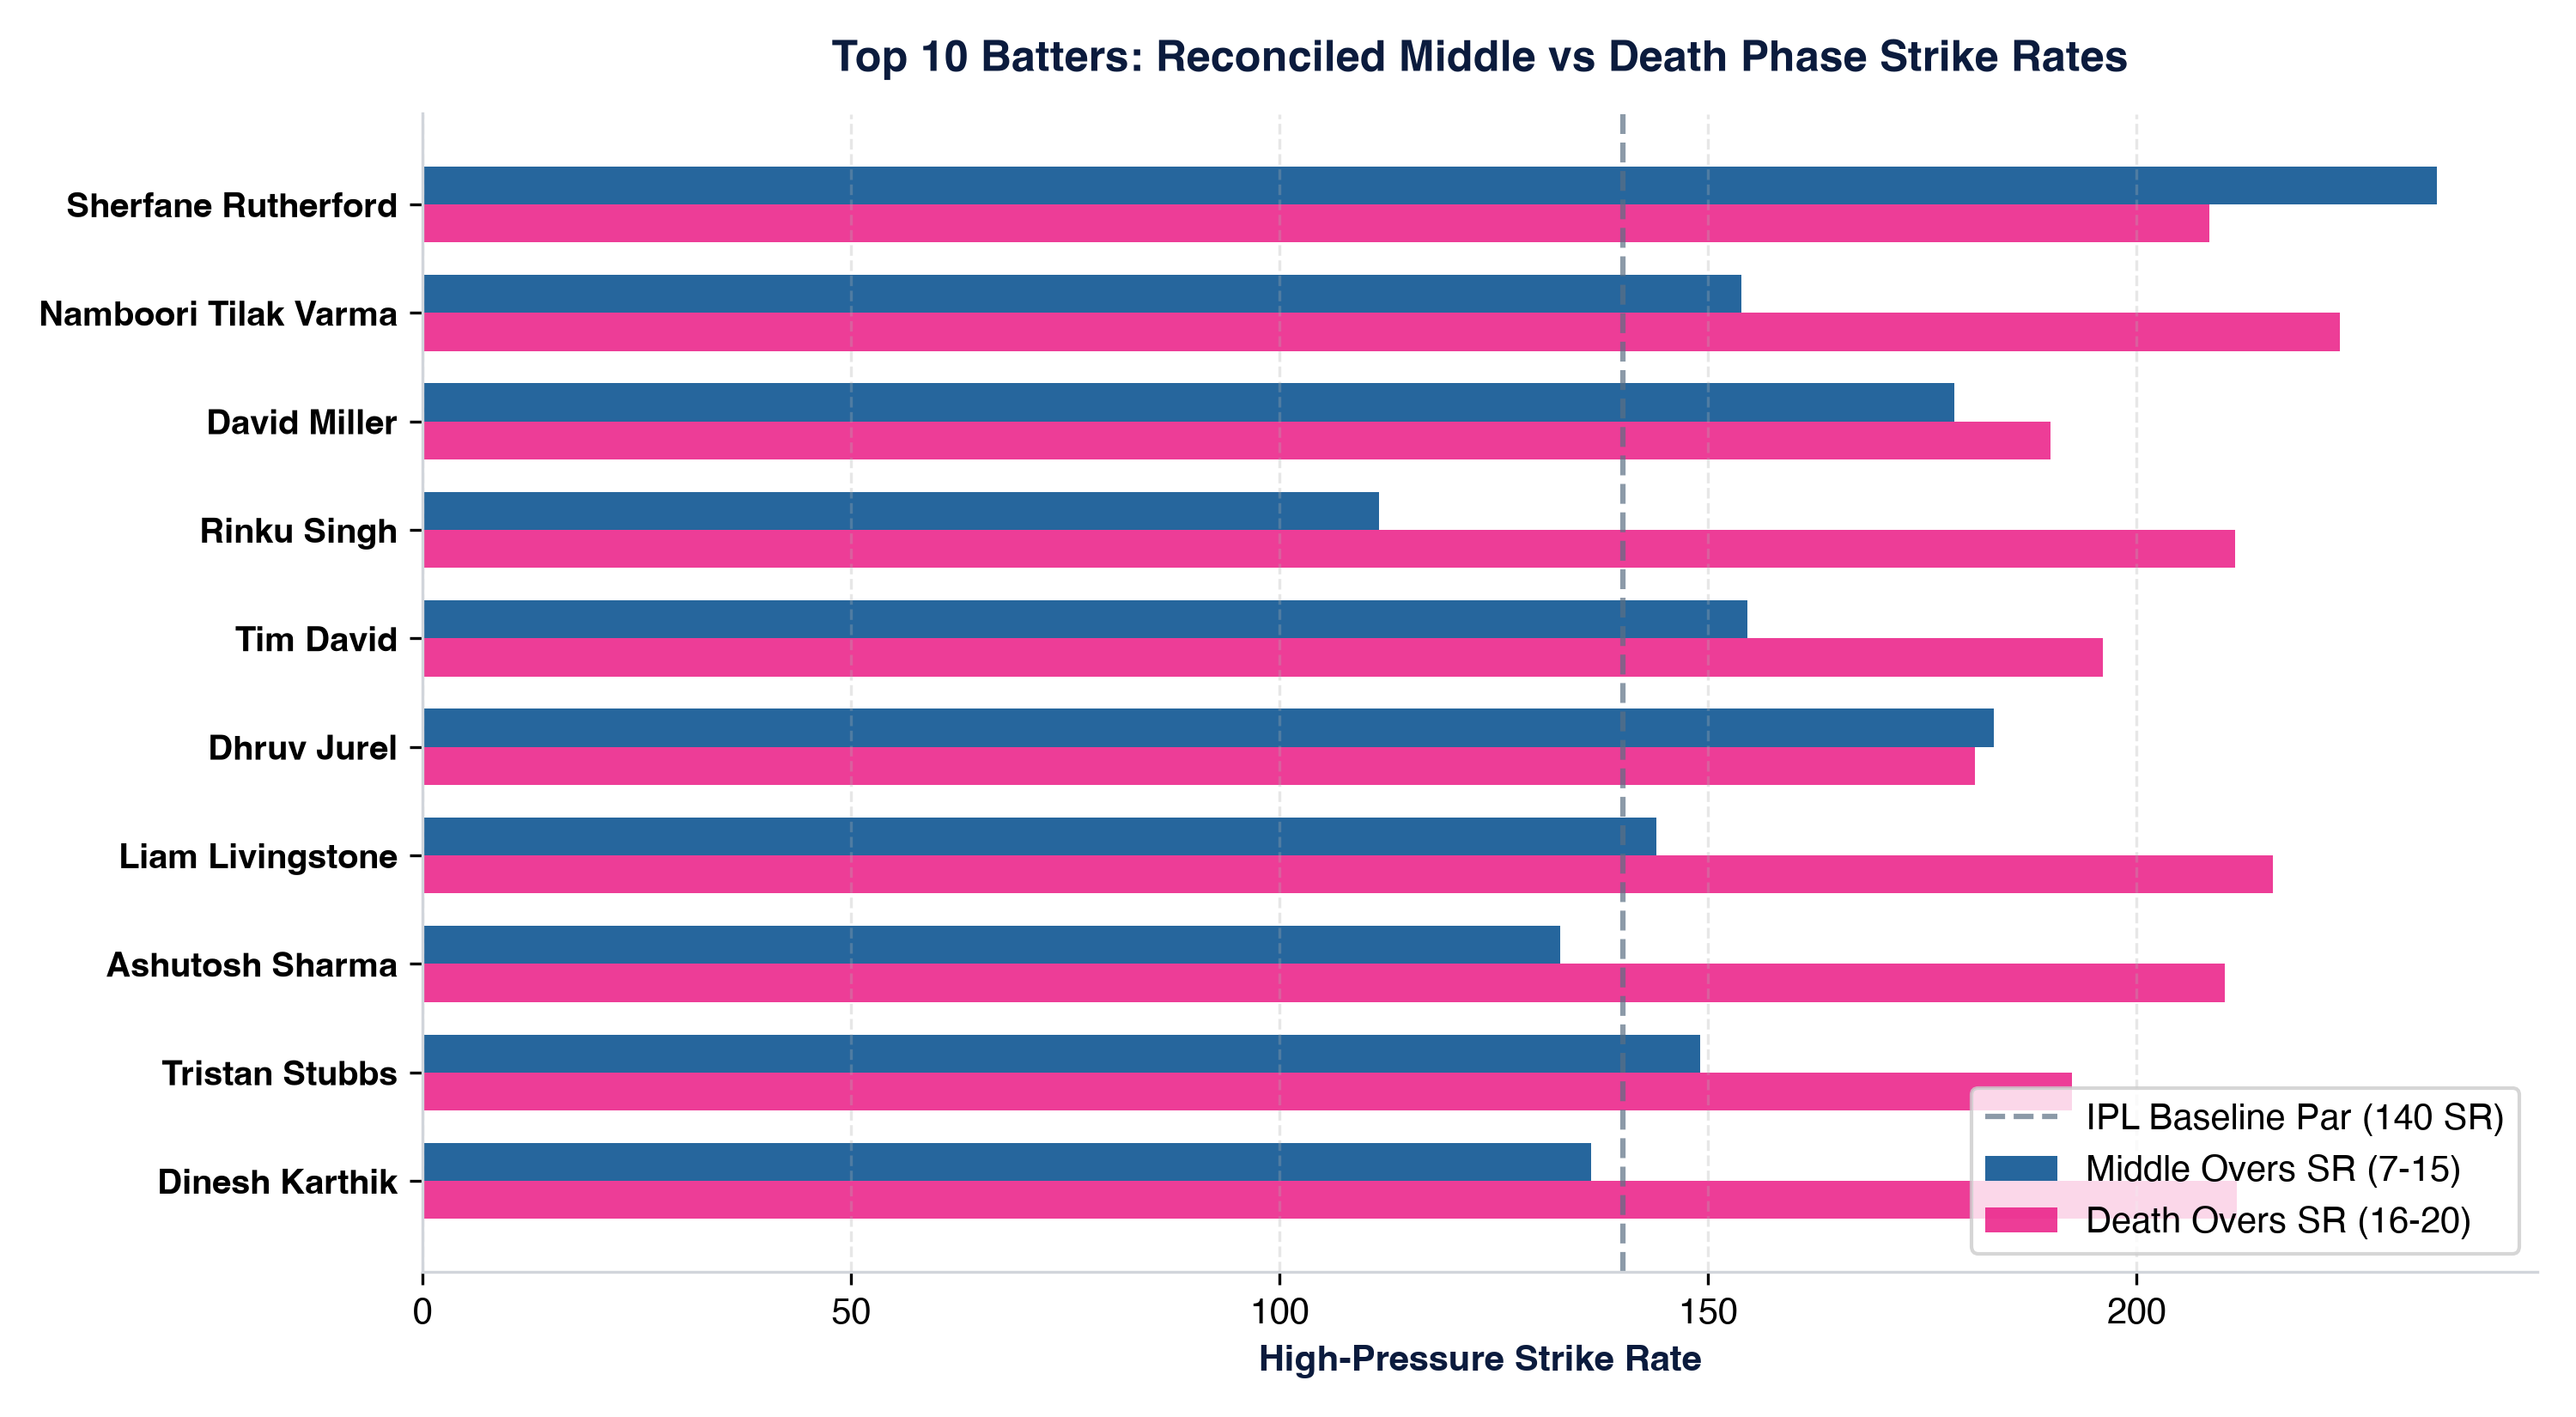 Top 10 Batters: Reconciled Middle vs Death Phase Strike Rates
Sherfane Rutherford
Namboori Tilak Varma
David Miller
Rinku Singh
Tim David
Dhruv Jurel
Liam Livingstone
Ashutosh Sharma
Tristan Stubbs
Dinesh Karthik
IPL Baseline Par (140 SR)
Middle Overs SR (7-15)
Death Overs SR (16-20)
0 50 100 150 200
High-Pressure Strike Rate